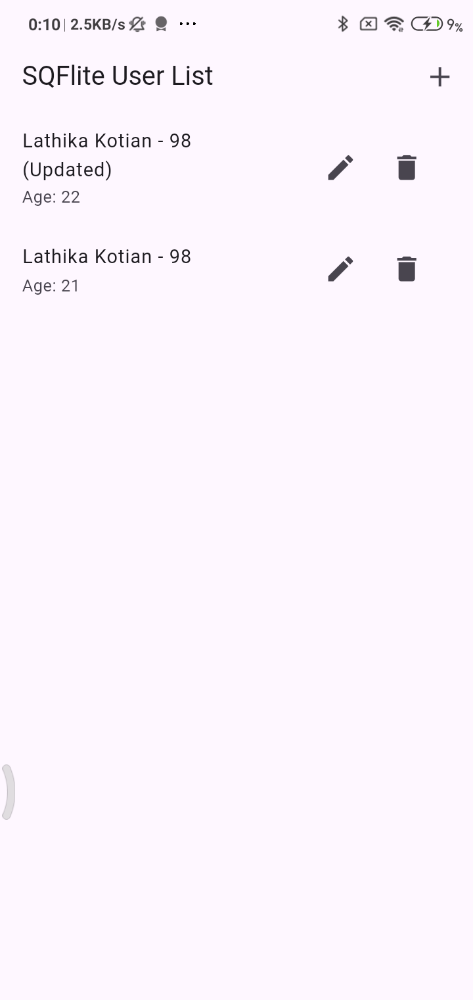 0:10 2.5KB/s 9%
SQFlite User List
Lathika Kotian - 98
(Updated)
Age: 22
Lathika Kotian - 98
Age: 21